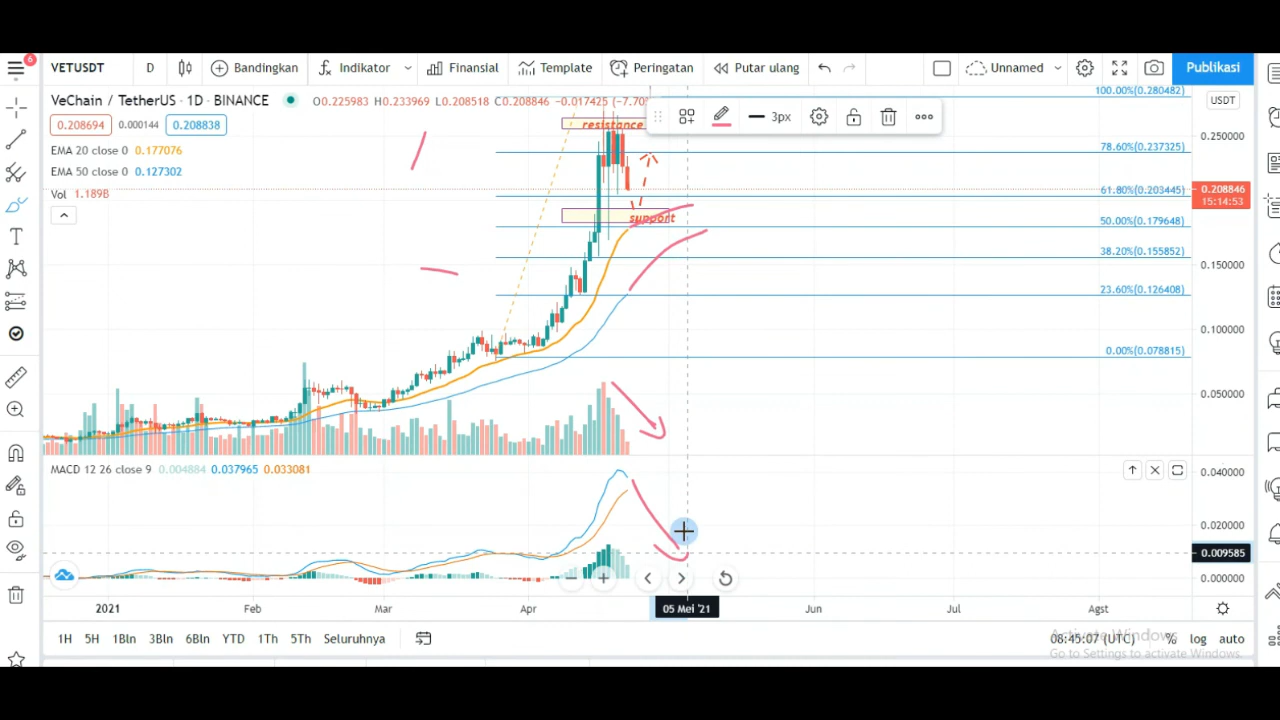 6
VETUSDT D Bandingkan Indikator Finansial Template Peringatan Putar ulang Unnamed Publikasi
VeChain / TetherUS · 1D · BINANCE O0.225983 H0.233969 L0.208518 C0.208846 −0.017425 (−7.70
0.208694 0.000144 0.208838
EMA 20 close 0 0.177076
EMA 50 close 0 0.127302
Vol 1.189B
3px
USDT
resistance
support
100.00%(0.280482)
78.60%(0.237325)
61.80%(0.203445)
50.00%(0.179648)
38.20%(0.155852)
23.60%(0.126408)
0.00%(0.078815)
0.250000
0.208846
15:14:53
0.150000
0.100000
0.050000
MACD 12 26 close 9 0.004884 0.037965 0.033081
0.040000
0.020000
0.009585
0.000000
2021 Feb Mar Apr 05 Mei '21 Jun Jul Agst
1H 5H 1Bln 3Bln 6Bln YTD 1Th 5Th Seluruhnya 08:45:07 (UTC) % log auto
Activate Windows
Go to Settings to activate Windows.